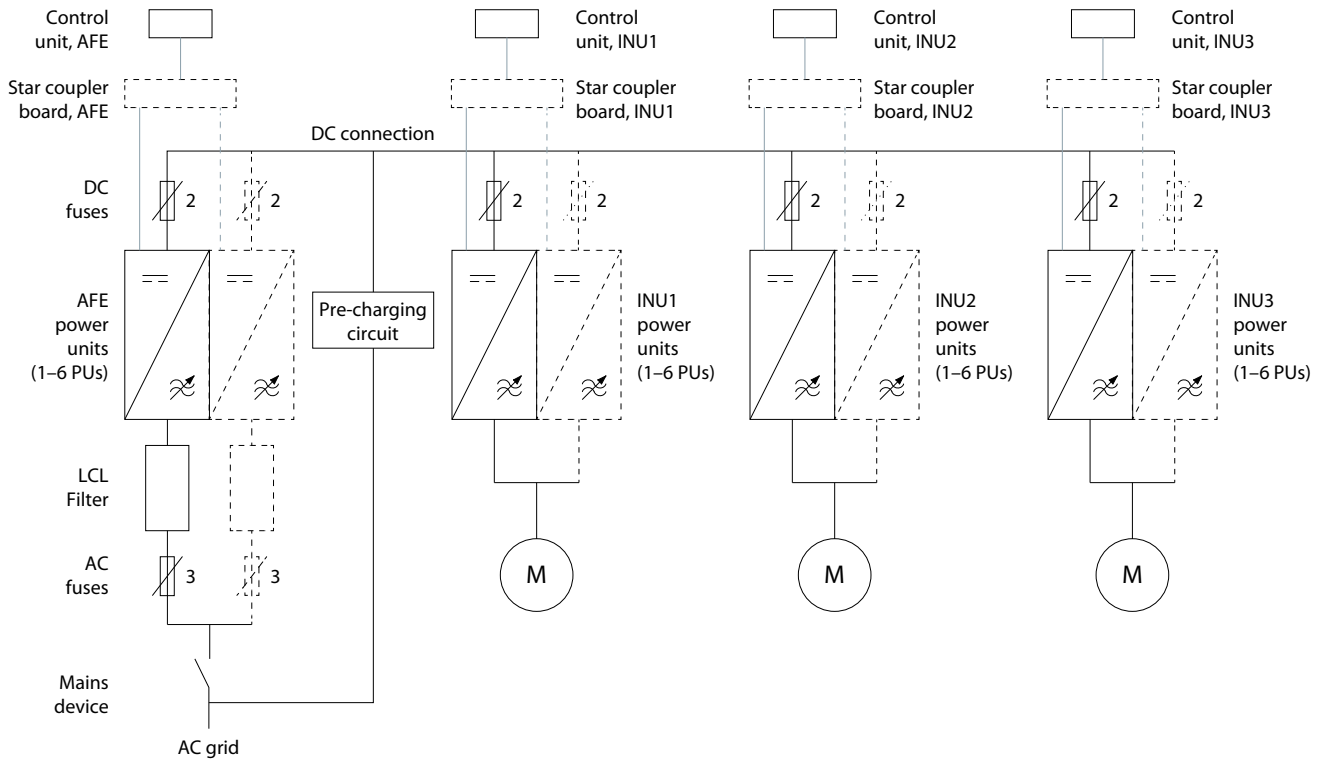 Control
unit, AFE
Control
unit, INU1
Control
unit, INU2
Control
unit, INU3
Star coupler
board, AFE
Star coupler
board, INU1
Star coupler
board, INU2
Star coupler
board, INU3
DC connection
DC
fuses
2
2
2
2
2
2
2
2
AFE
power
units
(1–6 PUs)
Pre-charging
circuit
INU1
power
units
(1–6 PUs)
INU2
power
units
(1–6 PUs)
INU3
power
units
(1–6 PUs)
LCL
Filter
AC
fuses
3
3
M
M
M
Mains
device
AC grid